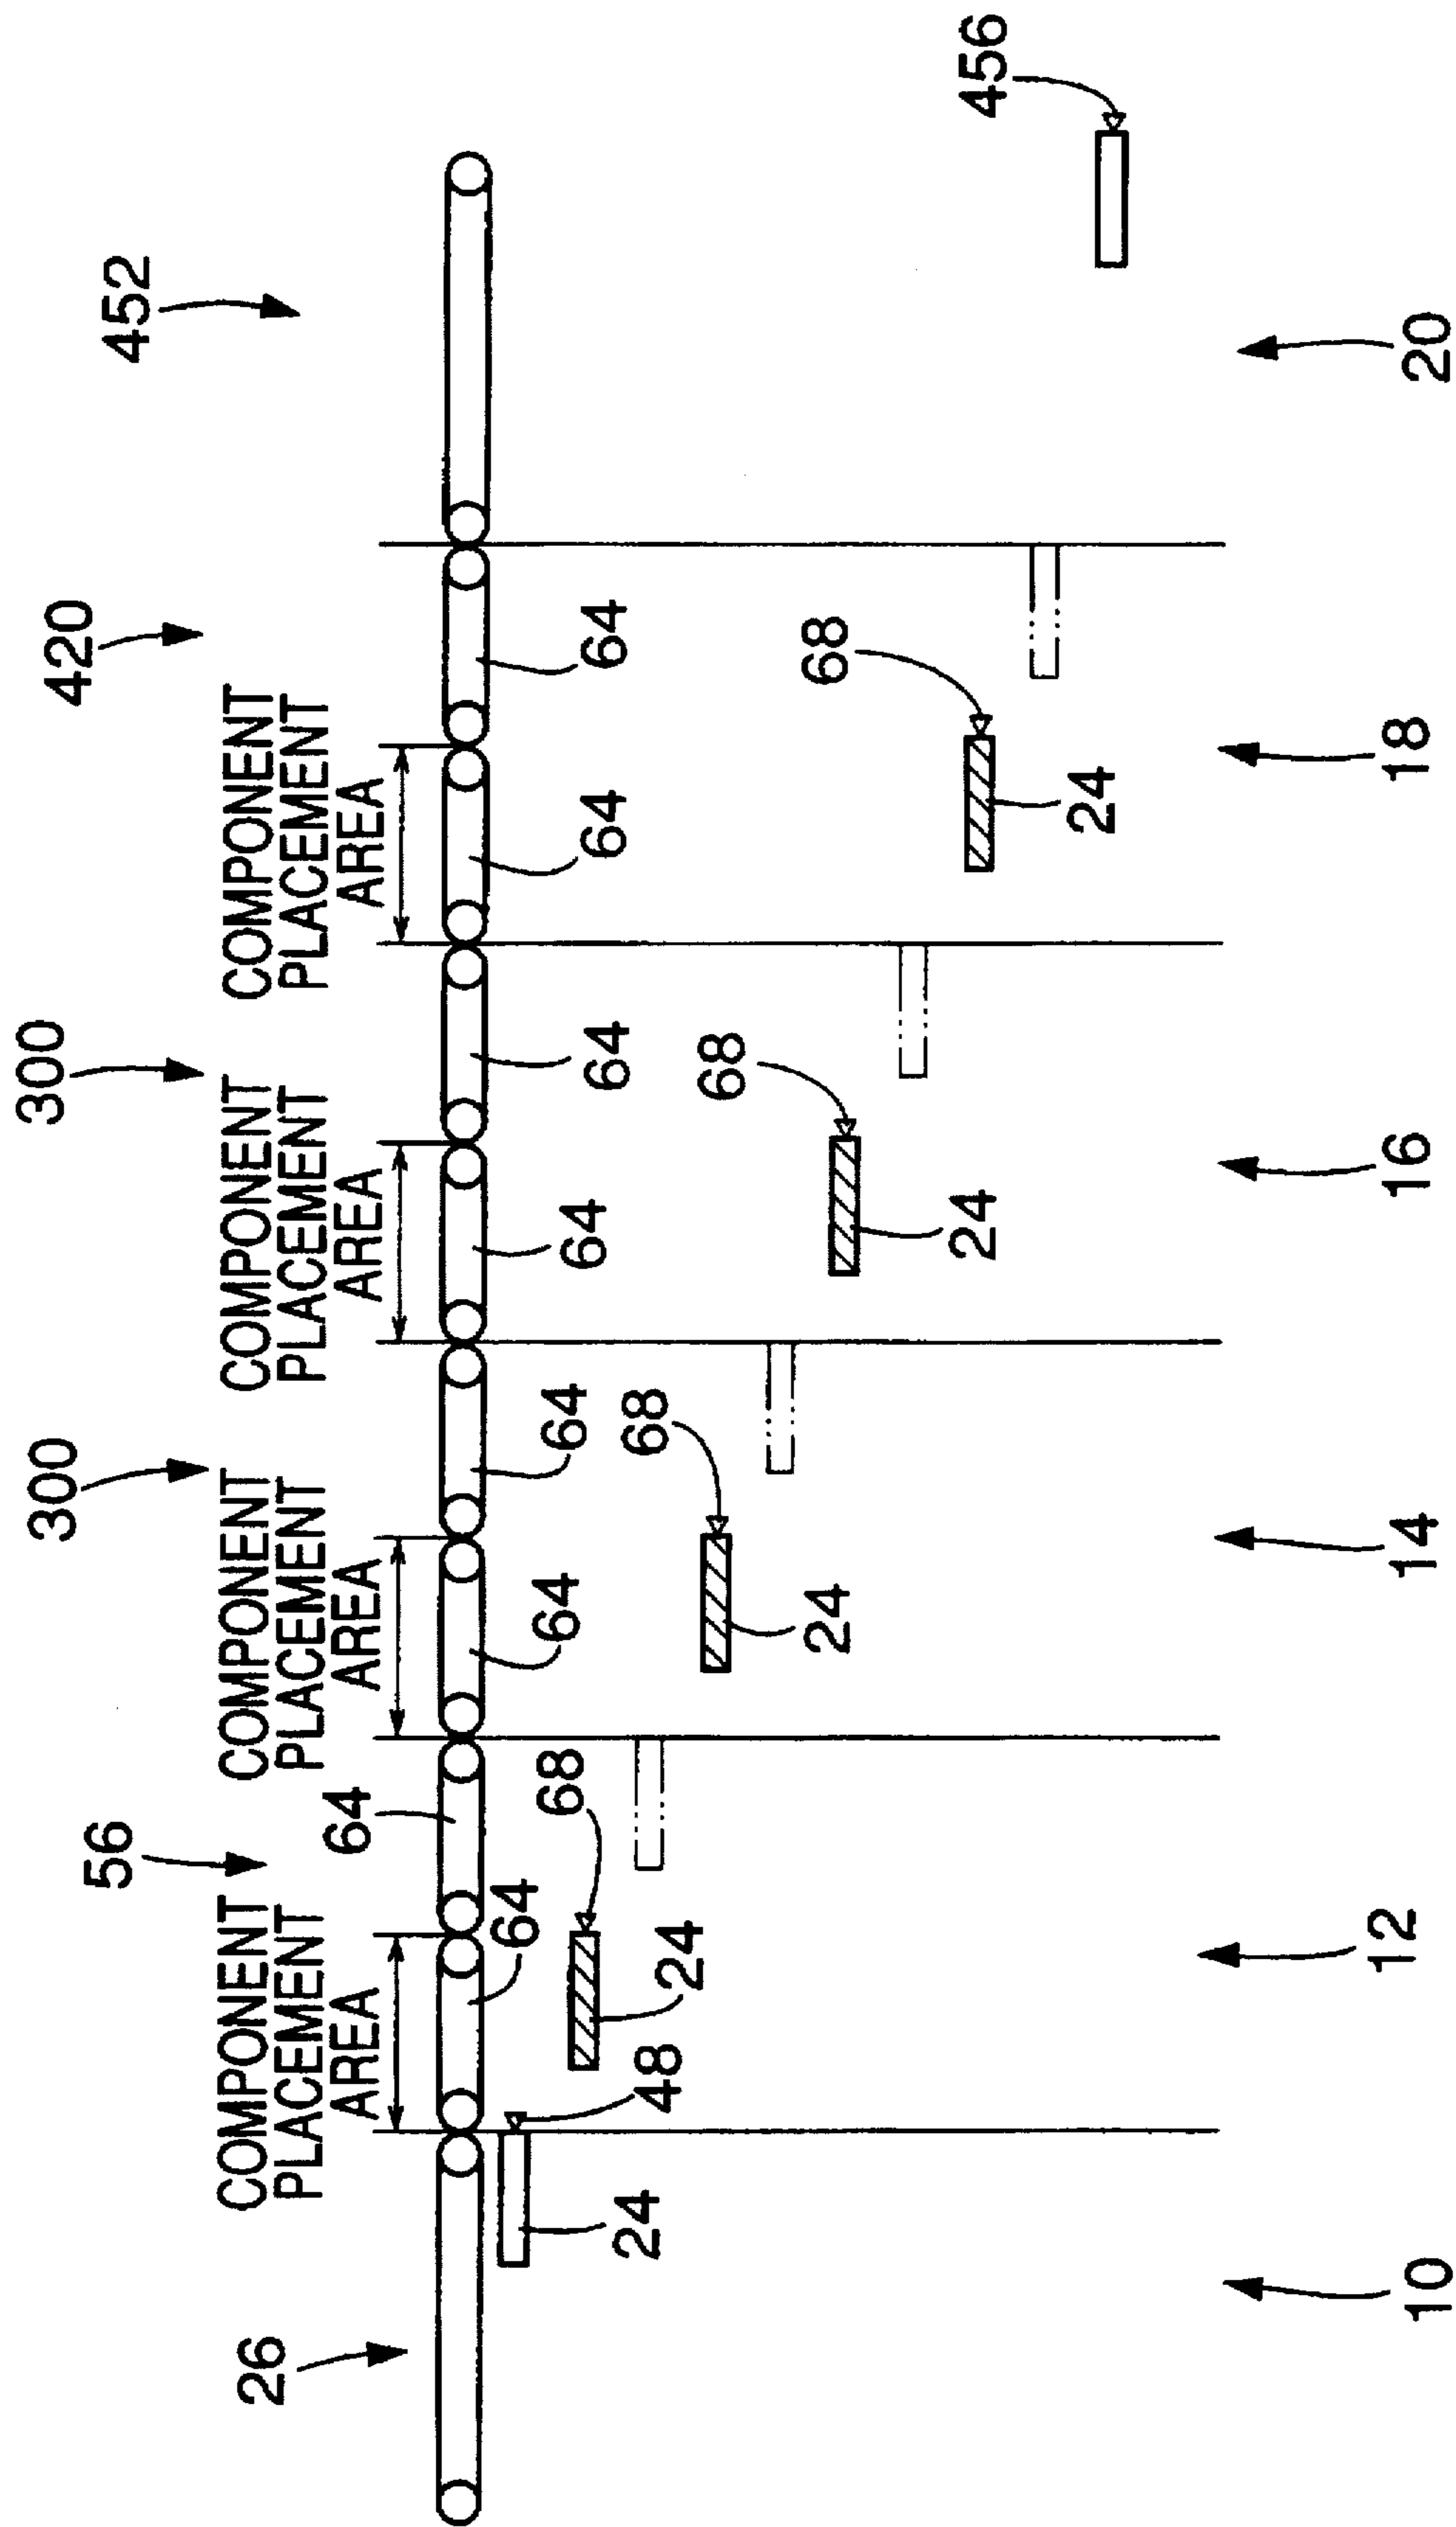 26
COMPONENT
PLACEMENT
AREA
56
COMPONENT
PLACEMENT
AREA
300
COMPONENT
PLACEMENT
AREA
300
COMPONENT
PLACEMENT
AREA
420
452
64
64
64
64
64
64
64
64
24
48
24
68
24
68
24
68
24
68
456
10
12
14
16
18
20